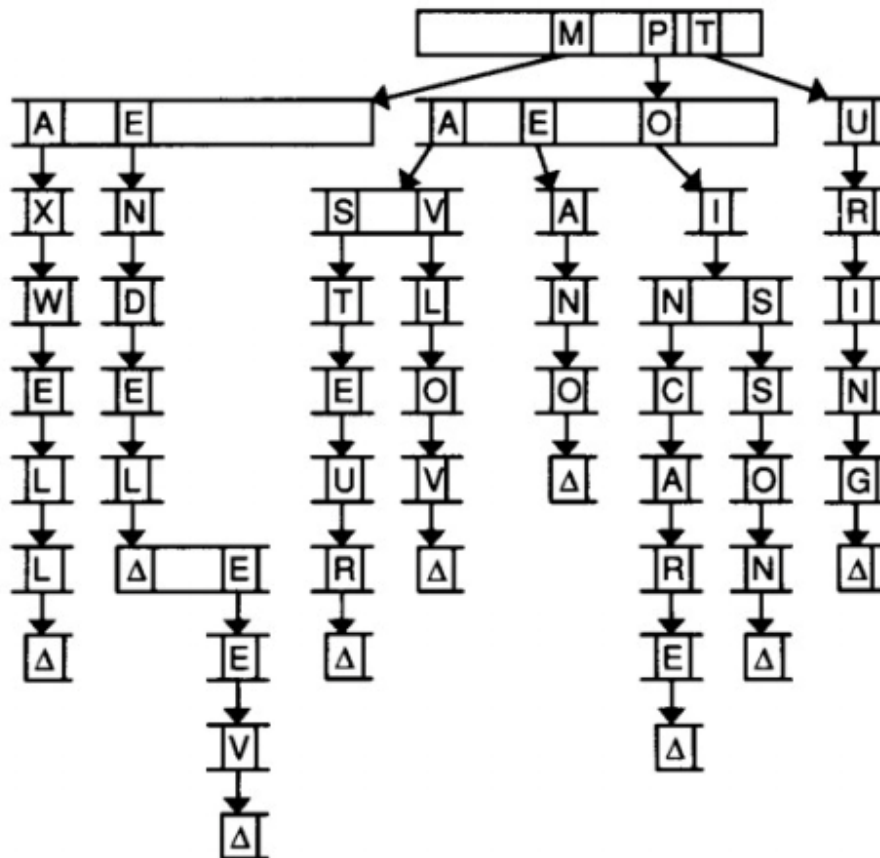 M P T
A E A E O U
X N S V A I R
W D T L N N S I
E E E O O C S N
L L U V Δ A O G
L Δ E R Δ R N Δ
Δ E Δ E Δ
V Δ
Δ